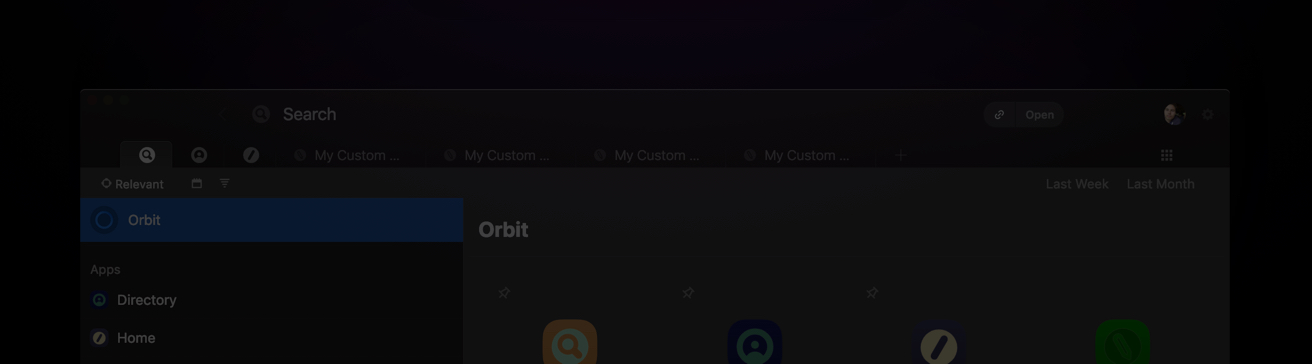 Search
Open
My Custom ...
My Custom ...
My Custom ...
My Custom ...
Relevant
Last Week
Last Month
Orbit
Orbit
Apps
Directory
Home